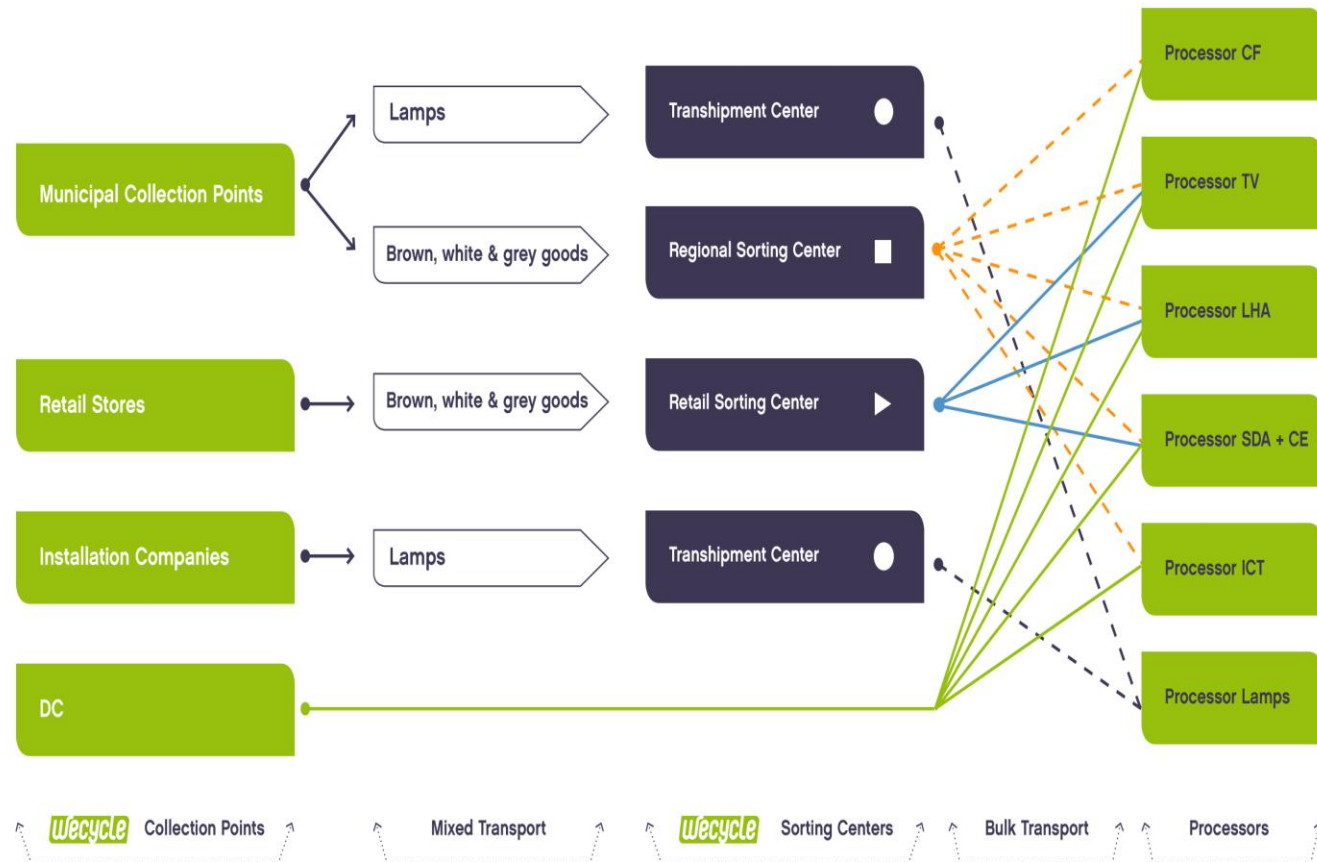 Municipal Collection Points
Retail Stores
Installation Companies
DC
Lamps
Brown, white & grey goods
Brown, white & grey goods
Lamps
Transhipment Center
Regional Sorting Center
Retail Sorting Center
Transhipment Center
Processor CF
Processor TV
Processor LHA
Processor SDA + CE
Processor ICT
Processor Lamps
wecycle Collection Points
Mixed Transport
wecycle Sorting Centers
Bulk Transport
Processors